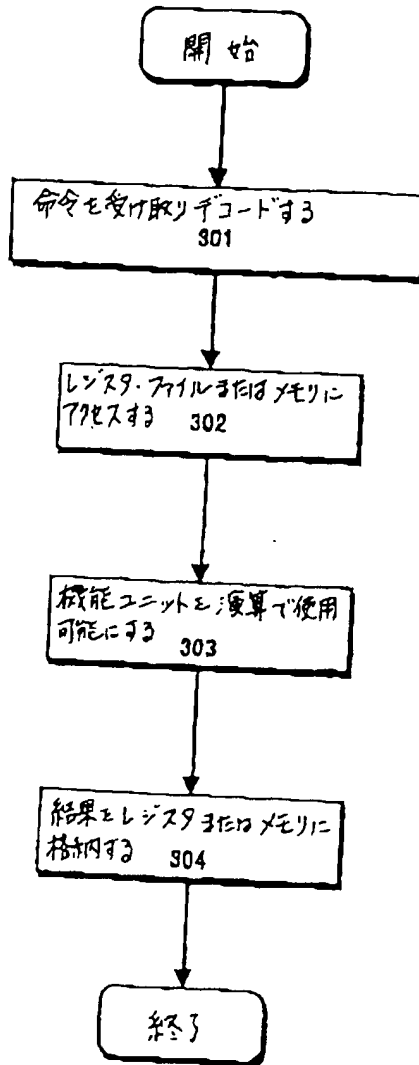 開始
命令を受け取りデコードする
301
レジスタ・ファイルまたはメモリに
アクセスする 302
機能ユニットを演算で使用
可能にする
303
結果をレジスタまたはメモリに
格納する 304
終了